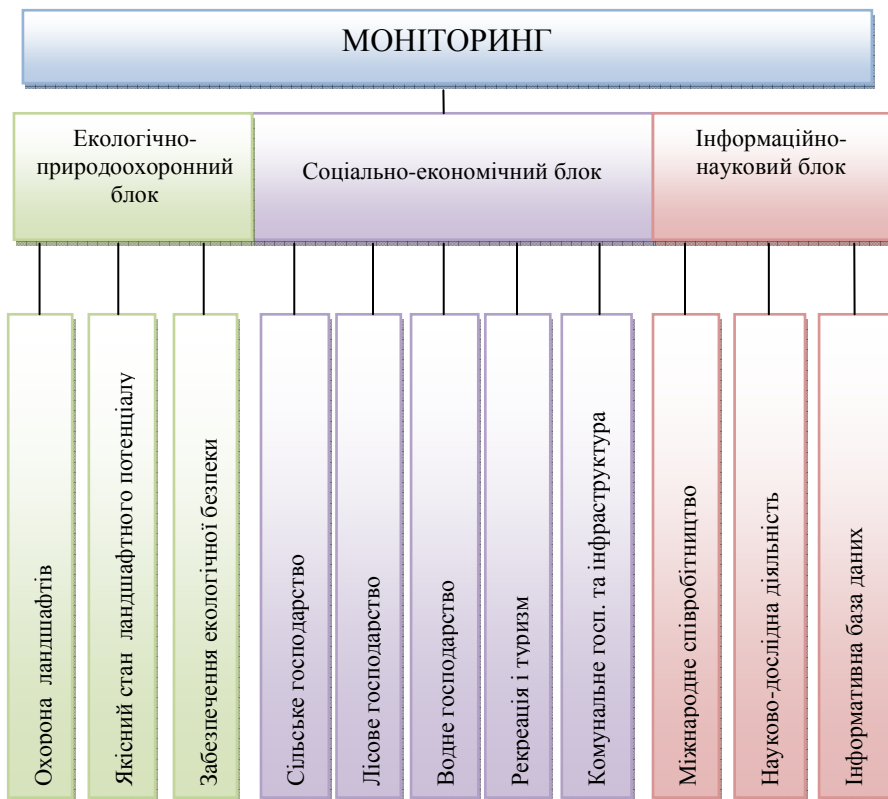 МОНІТОРИНГ
Екологічно-
природоохоронний
блок
Соціально-економічний блок
Інформаційно-
науковий блок
Охорона ландшафтів
Якісний стан ландшафтного потенціалу
Забезпечення екологічної безпеки
Сільське господарство
Лісове господарство
Водне господарство
Рекреація і туризм
Комунальне госп. та інфраструктура
Міжнародне співробітництво
Науково-дослідна діяльність
Інформативна база даних